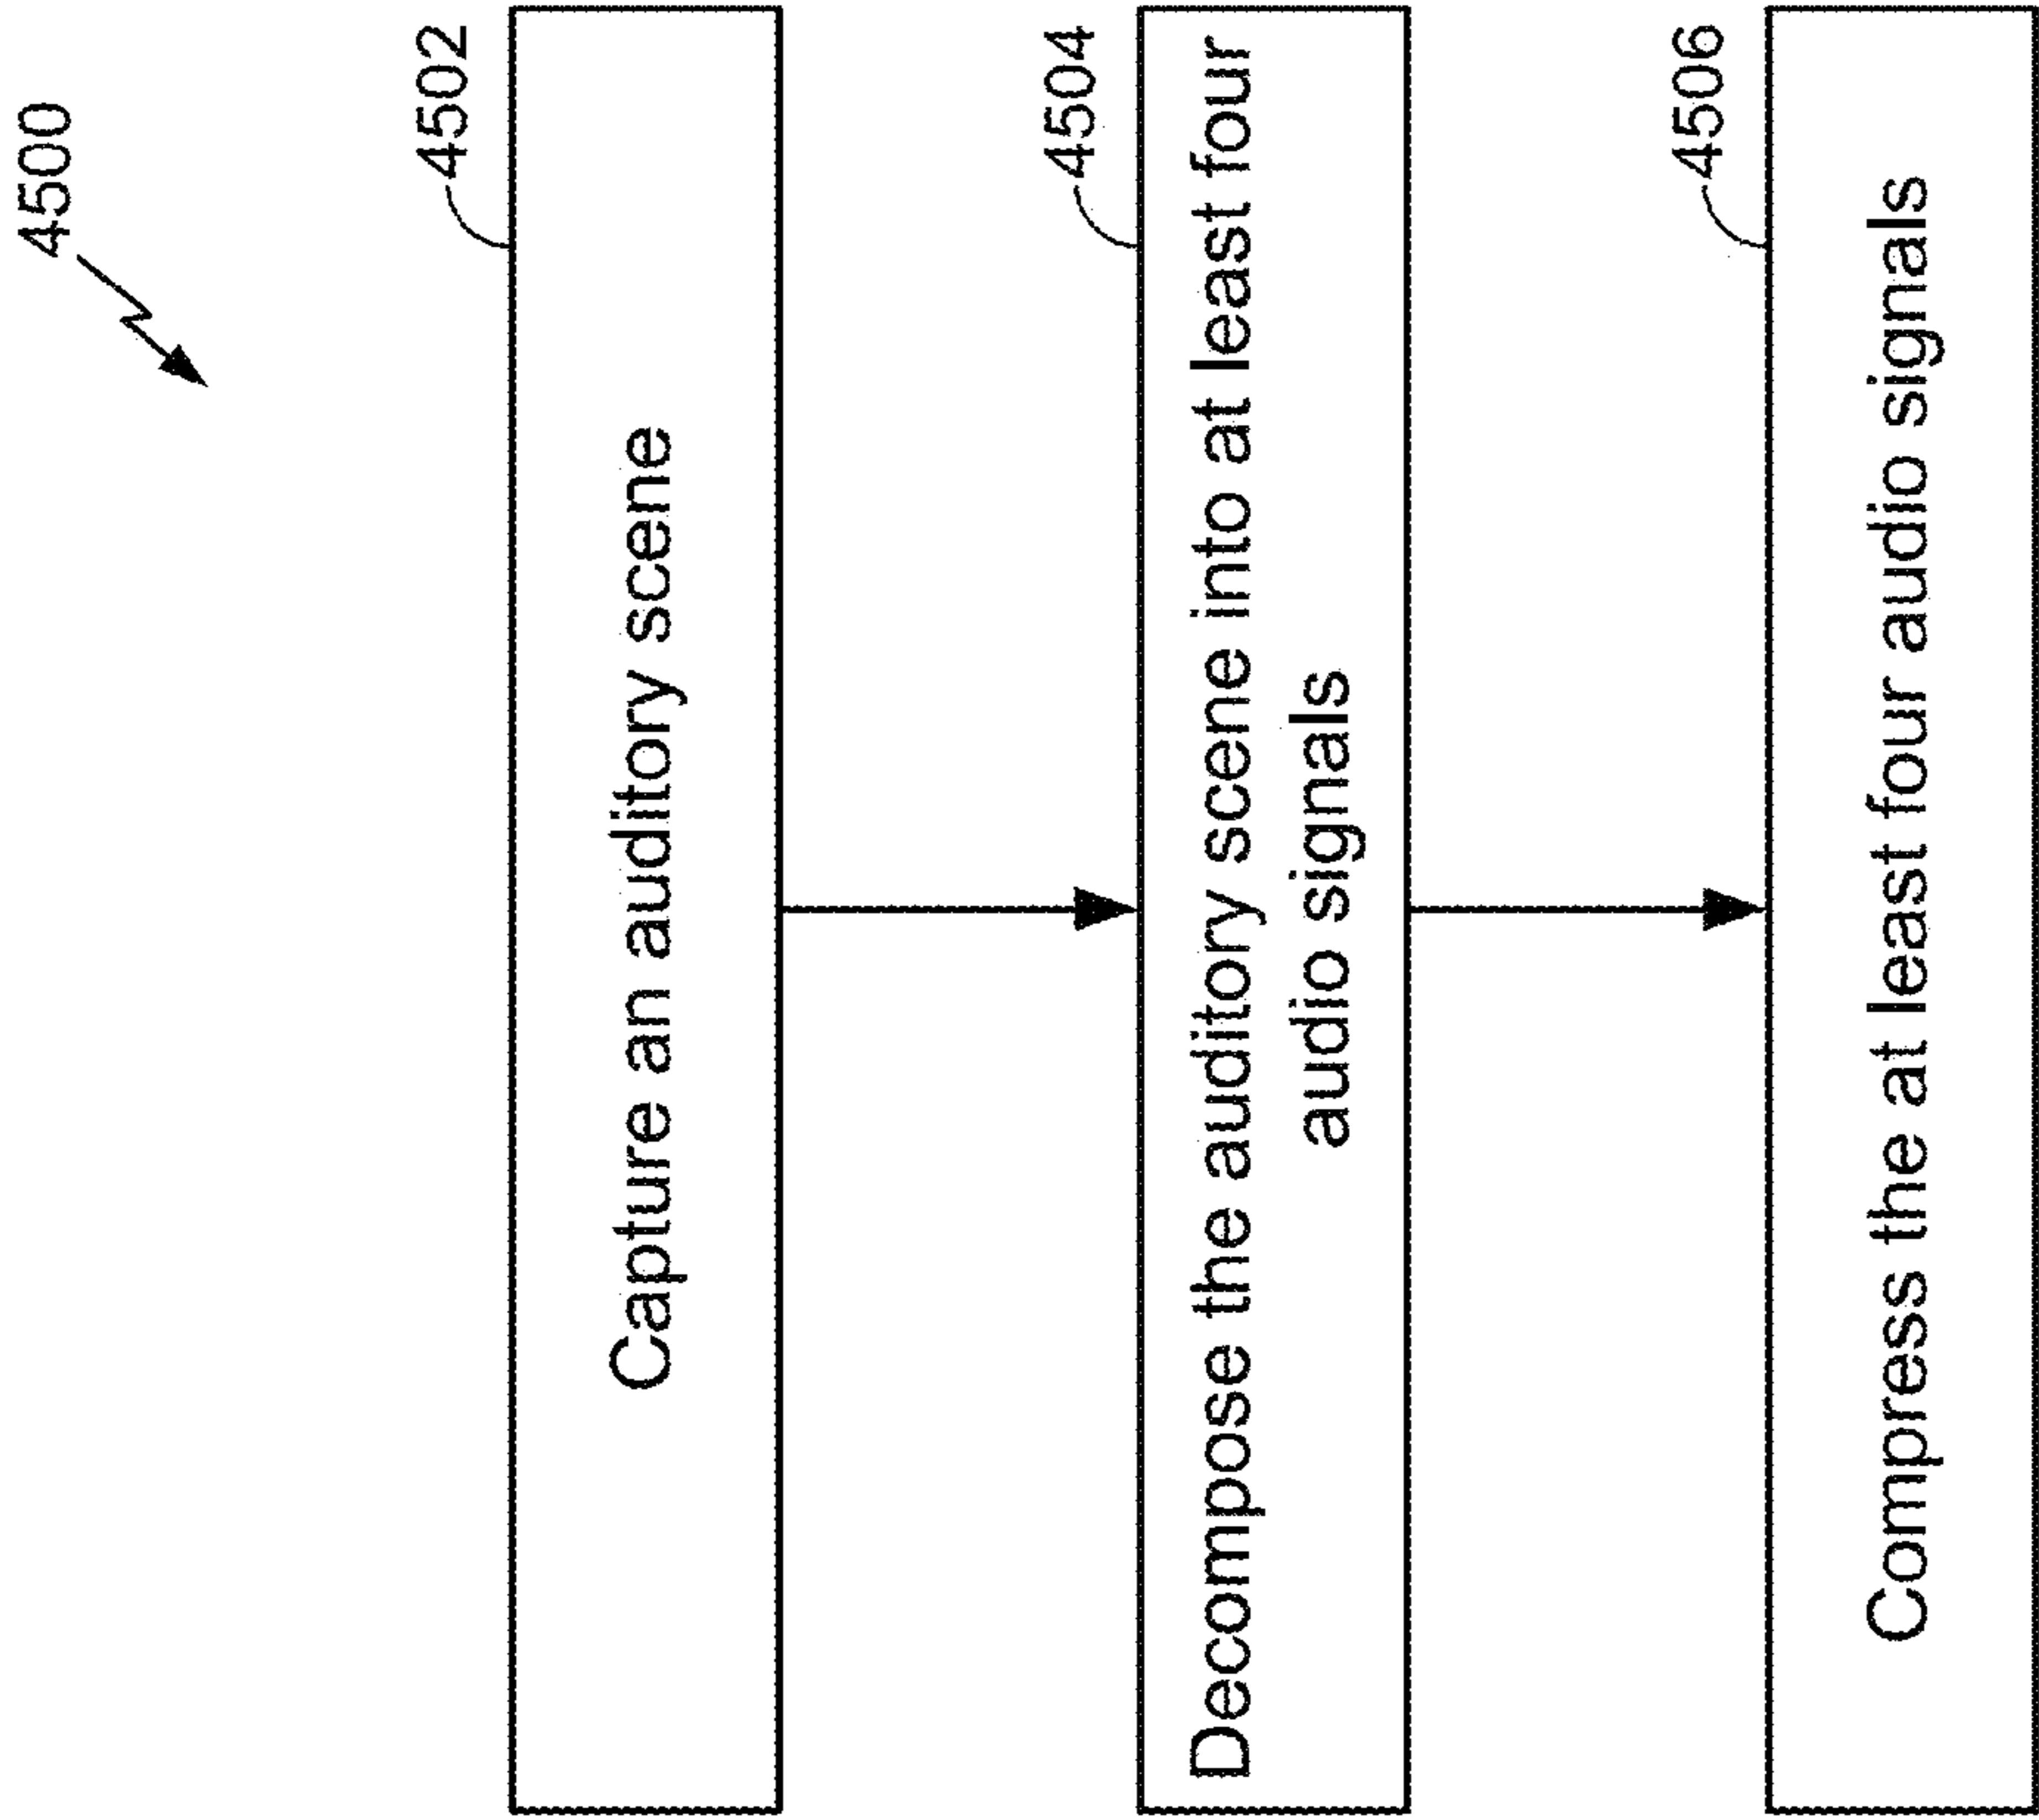 4500
4502
Capture an auditory scene
4504
Decompose the auditory scene into at least four
audio signals
4506
Compress the at least four audio signals